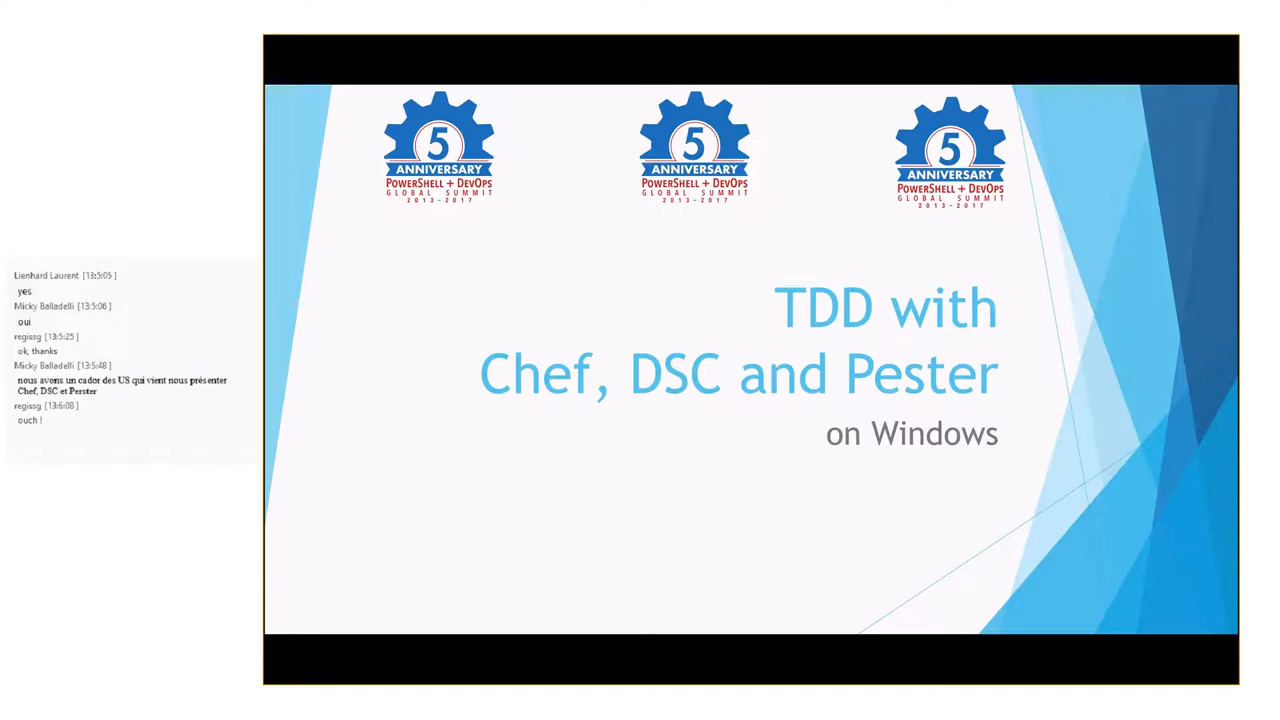 Lienhard Laurent [13:5:05 ]
yes
Micky Balladelli [13:5:06 ]
oui
regissg [13:5:25 ]
ok, thanks
Micky Balladelli [13:5:48 ]
nous avons un cador des US qui vient nous présenter
Chef, DSC et Perster
regissg [13:6:08 ]
ouch !
5
ANNIVERSARY
POWERSHELL + DEVOPS
GLOBAL SUMMIT
2013-2017
5
ANNIVERSARY
POWERSHELL + DEVOPS
GLOBAL SUMMIT
2013-2017
5
ANNIVERSARY
POWERSHELL + DEVOPS
GLOBAL SUMMIT
2013-2017
TDD with
Chef, DSC and Pester
on Windows